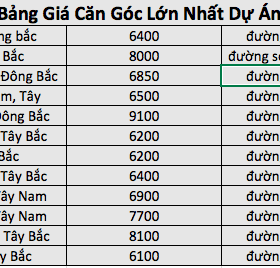 Bảng Giá Căn Góc Lớn Nhất Dự Án
ng bắc 6400 đườn
Bắc 8000 đường s
Đông Bắc 6850 đườn
m, Tây 6500 đườn
Đông Bắc 9100 đườn
Tây Bắc 6200 đườn
Bắc 6200 đườn
Tây Bắc 6400 đườn
Tây Nam 6900 đườn
Tây Nam 7700 đườn
Tây Bắc 8100 đườn
y Bắc 6100 đườn